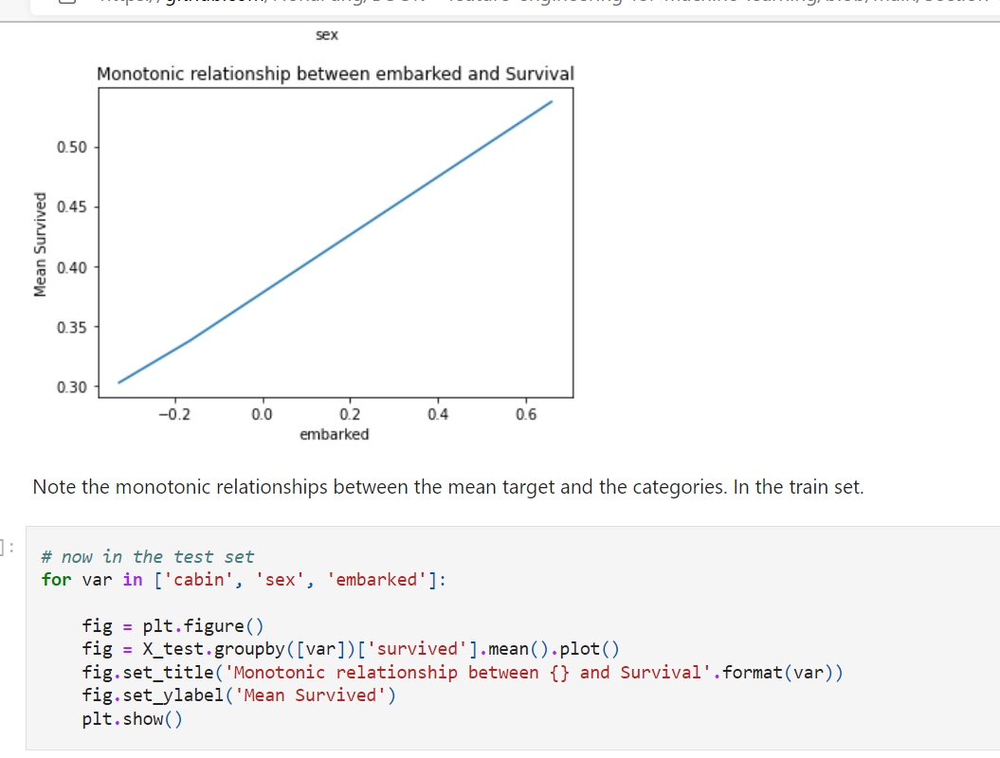 sex
Monotonic relationship between embarked and Survival
0.50
0.45
0.40
0.35
0.30
Mean Survived
−0.2 0.0 0.2 0.4 0.6
embarked
Note the monotonic relationships between the mean target and the categories. In the train set.
]:
# now in the test set
for var in ['cabin', 'sex', 'embarked']:
fig = plt.figure()
fig = X_test.groupby([var])['survived'].mean().plot()
fig.set_title('Monotonic relationship between {} and Survival'.format(var))
fig.set_ylabel('Mean Survived')
plt.show()